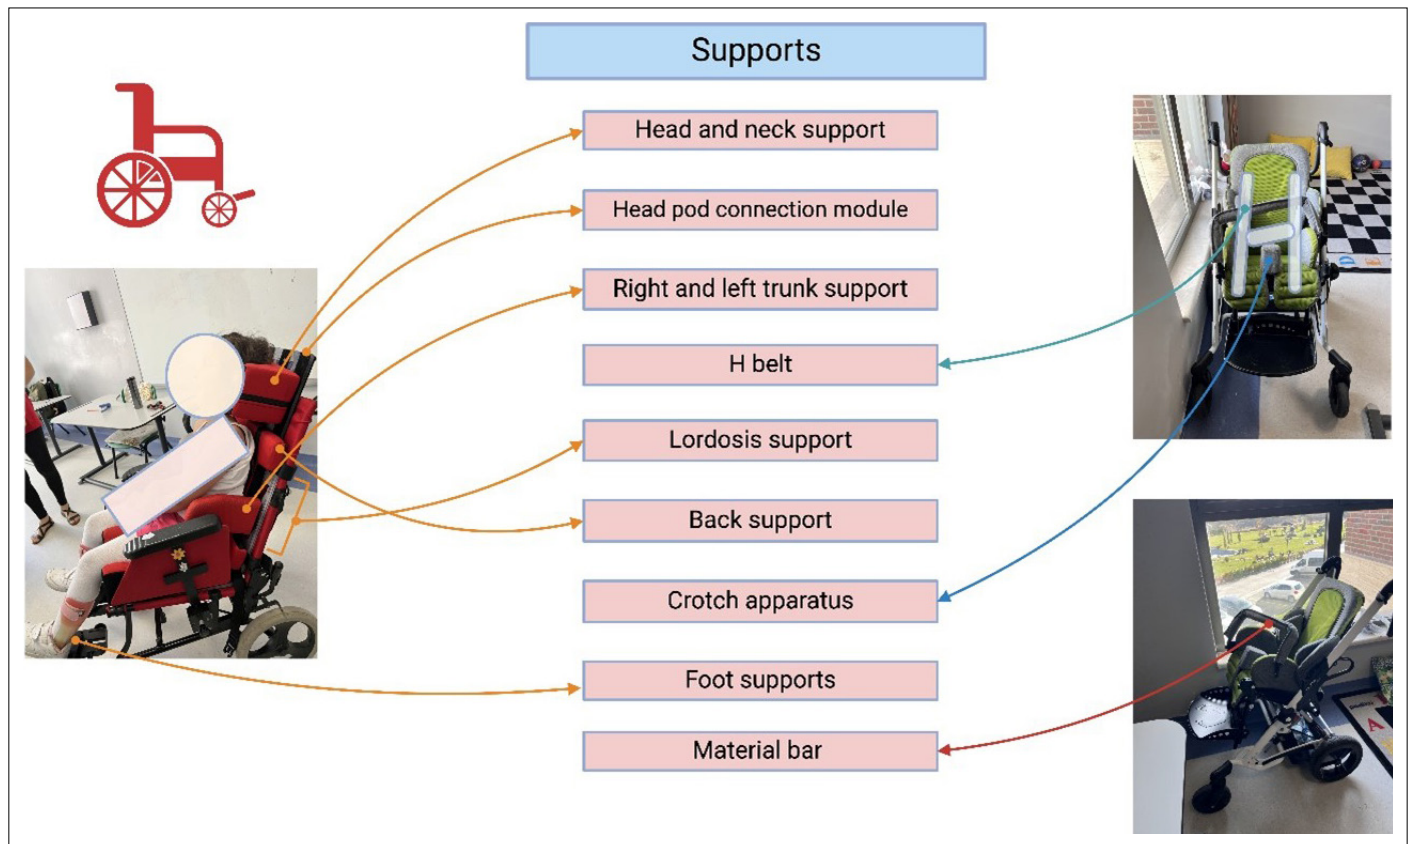 Supports
Head and neck support
Head pod connection module
Right and left trunk support
H belt
Lordosis support
Back support
Crotch apparatus
Foot supports
Material bar